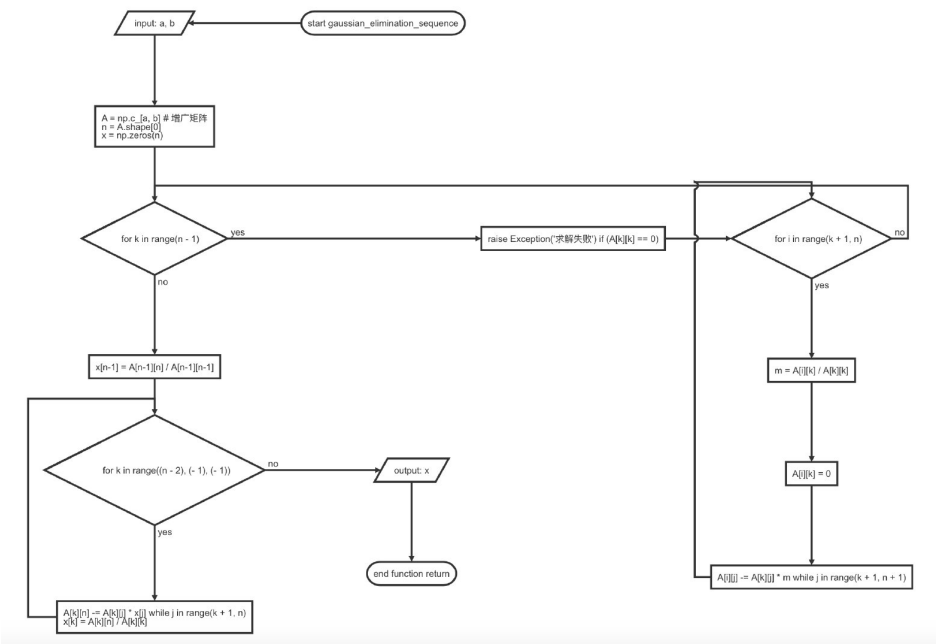 start gaussian_elimination_sequence
input: a, b
A = np.c_[a, b] # 增广矩阵
n = A.shape[0]
x = np.zeros(n)
for k in range(n - 1)
yes
no
raise Exception('求解失败') if (A[k][k] == 0)
for i in range(k + 1, n)
no
yes
m = A[i][k] / A[k][k]
A[i][k] = 0
A[i][j] -= A[k][j] * m while j in range(k + 1, n + 1)
x[n-1] = A[n-1][n] / A[n-1][n-1]
for k in range((n - 2), (- 1), (- 1))
no
yes
output: x
end function return
A[k][n] -= A[k][j] * x[j] while j in range(k + 1, n)
x[k] = A[k][n] / A[k][k]